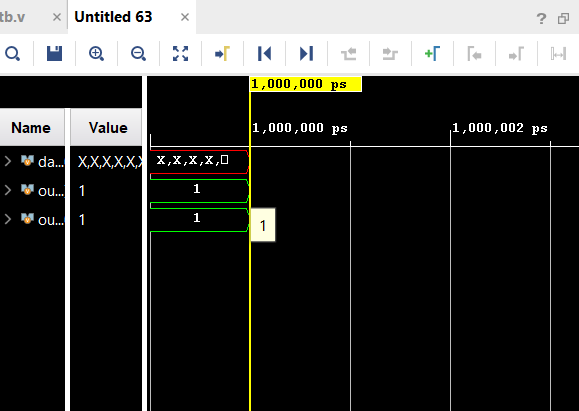 tb.v × Untitled 63 ×
?
1,000,000 ps
1,000,000 ps 1,000,002 ps
Name Value
da... X,X,X,X,X X,X,X,X,
ou... 1 1
ou... 1 1
1